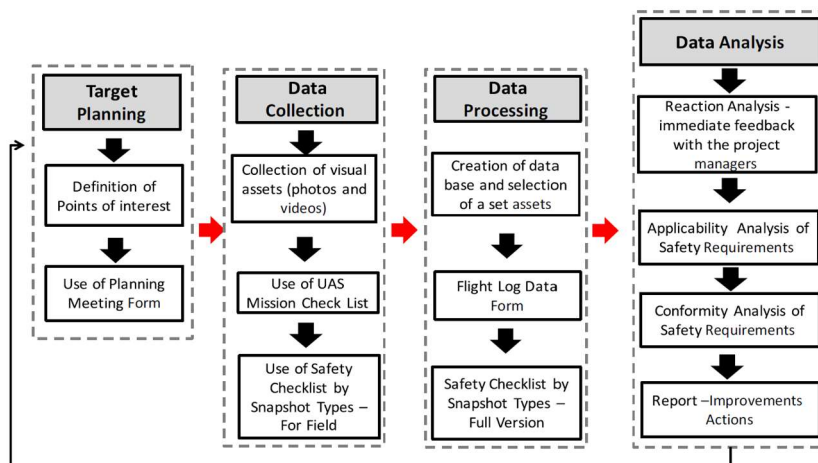 Target
Planning
Definition of
Points of interest
Use of Planning
Meeting Form
Data
Collection
Collection of visual
assets (photos and
videos)
Use of UAS
Mission Check List
Use of Safety
Checklist by
Snapshot Types –
For Field
Data
Processing
Creation of data
base and selection
of a set assets
Flight Log Data
Form
Safety Checklist by
Snapshot Types –
Full Version
Data Analysis
Reaction Analysis -
immediate feedback
with the project
managers
Applicability Analysis of
Safety Requirements
Conformity Analysis of
Safety Requirements
Report –Improvements
Actions